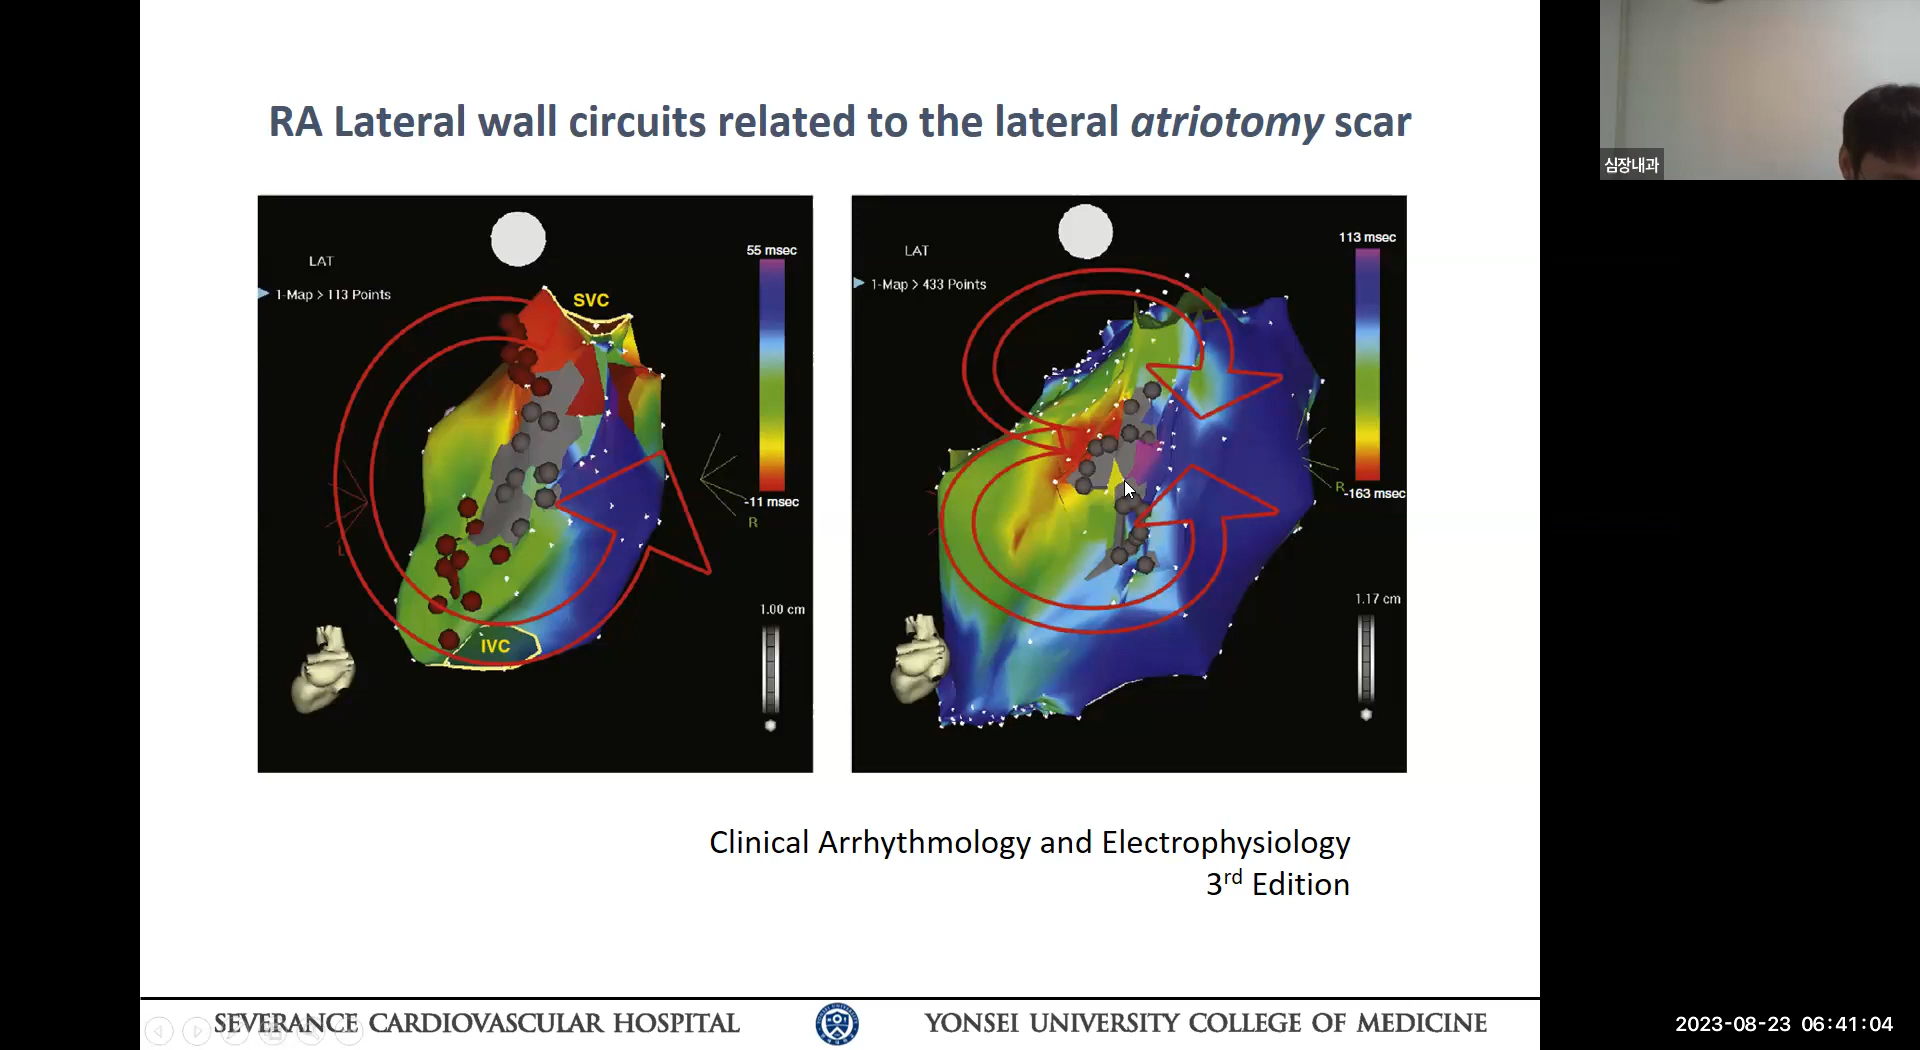 RA Lateral wall circuits related to the lateral atriotomy scar
LAT
1-Map > 113 Points
55 msec
SVC
-11 msec
R
L
1.00 cm
IVC
LAT
1-Map > 433 Points
113 msec
R
-163 msec
1.17 cm
Clinical Arrhythmology and Electrophysiology
3rd Edition
SEVERANCE CARDIOVASCULAR HOSPITAL
YONSEI UNIVERSITY COLLEGE OF MEDICINE
심장내과
2023-08-23 06:41:04